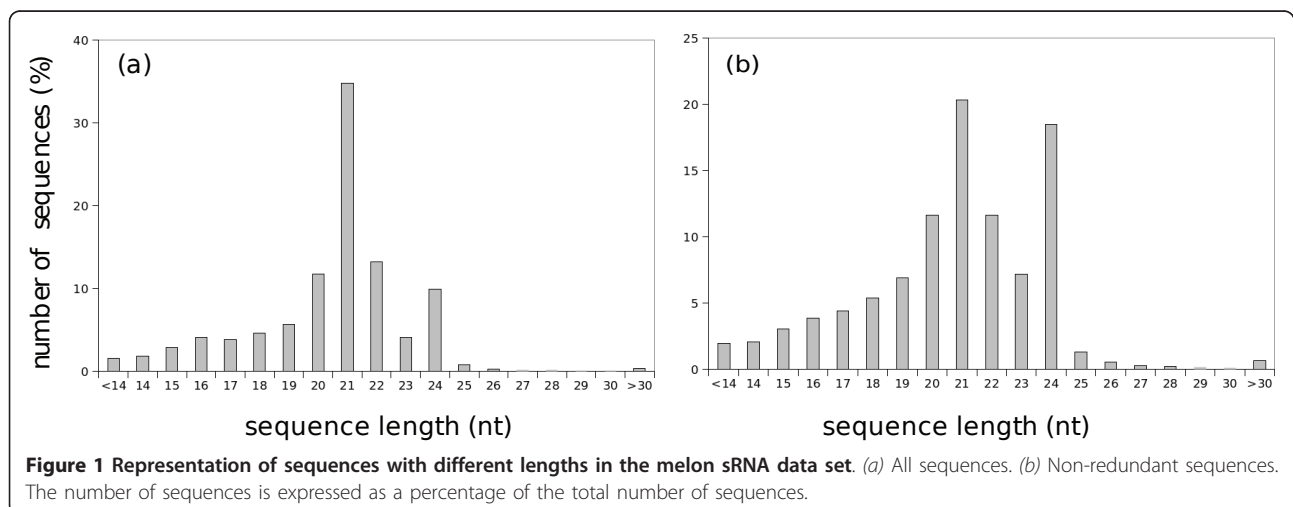 (a)
number of sequences (%)
40
30
20
10
0
<14 14 15 16 17 18 19 20 21 22 23 24 25 26 27 28 29 30 >30
sequence length (nt)
(b)
25
20
15
10
5
0
<14 14 15 16 17 18 19 20 21 22 23 24 25 26 27 28 29 30 >30
sequence length (nt)
Figure 1 Representation of sequences with different lengths in the melon sRNA data set. (a) All sequences. (b) Non-redundant sequences.
The number of sequences is expressed as a percentage of the total number of sequences.